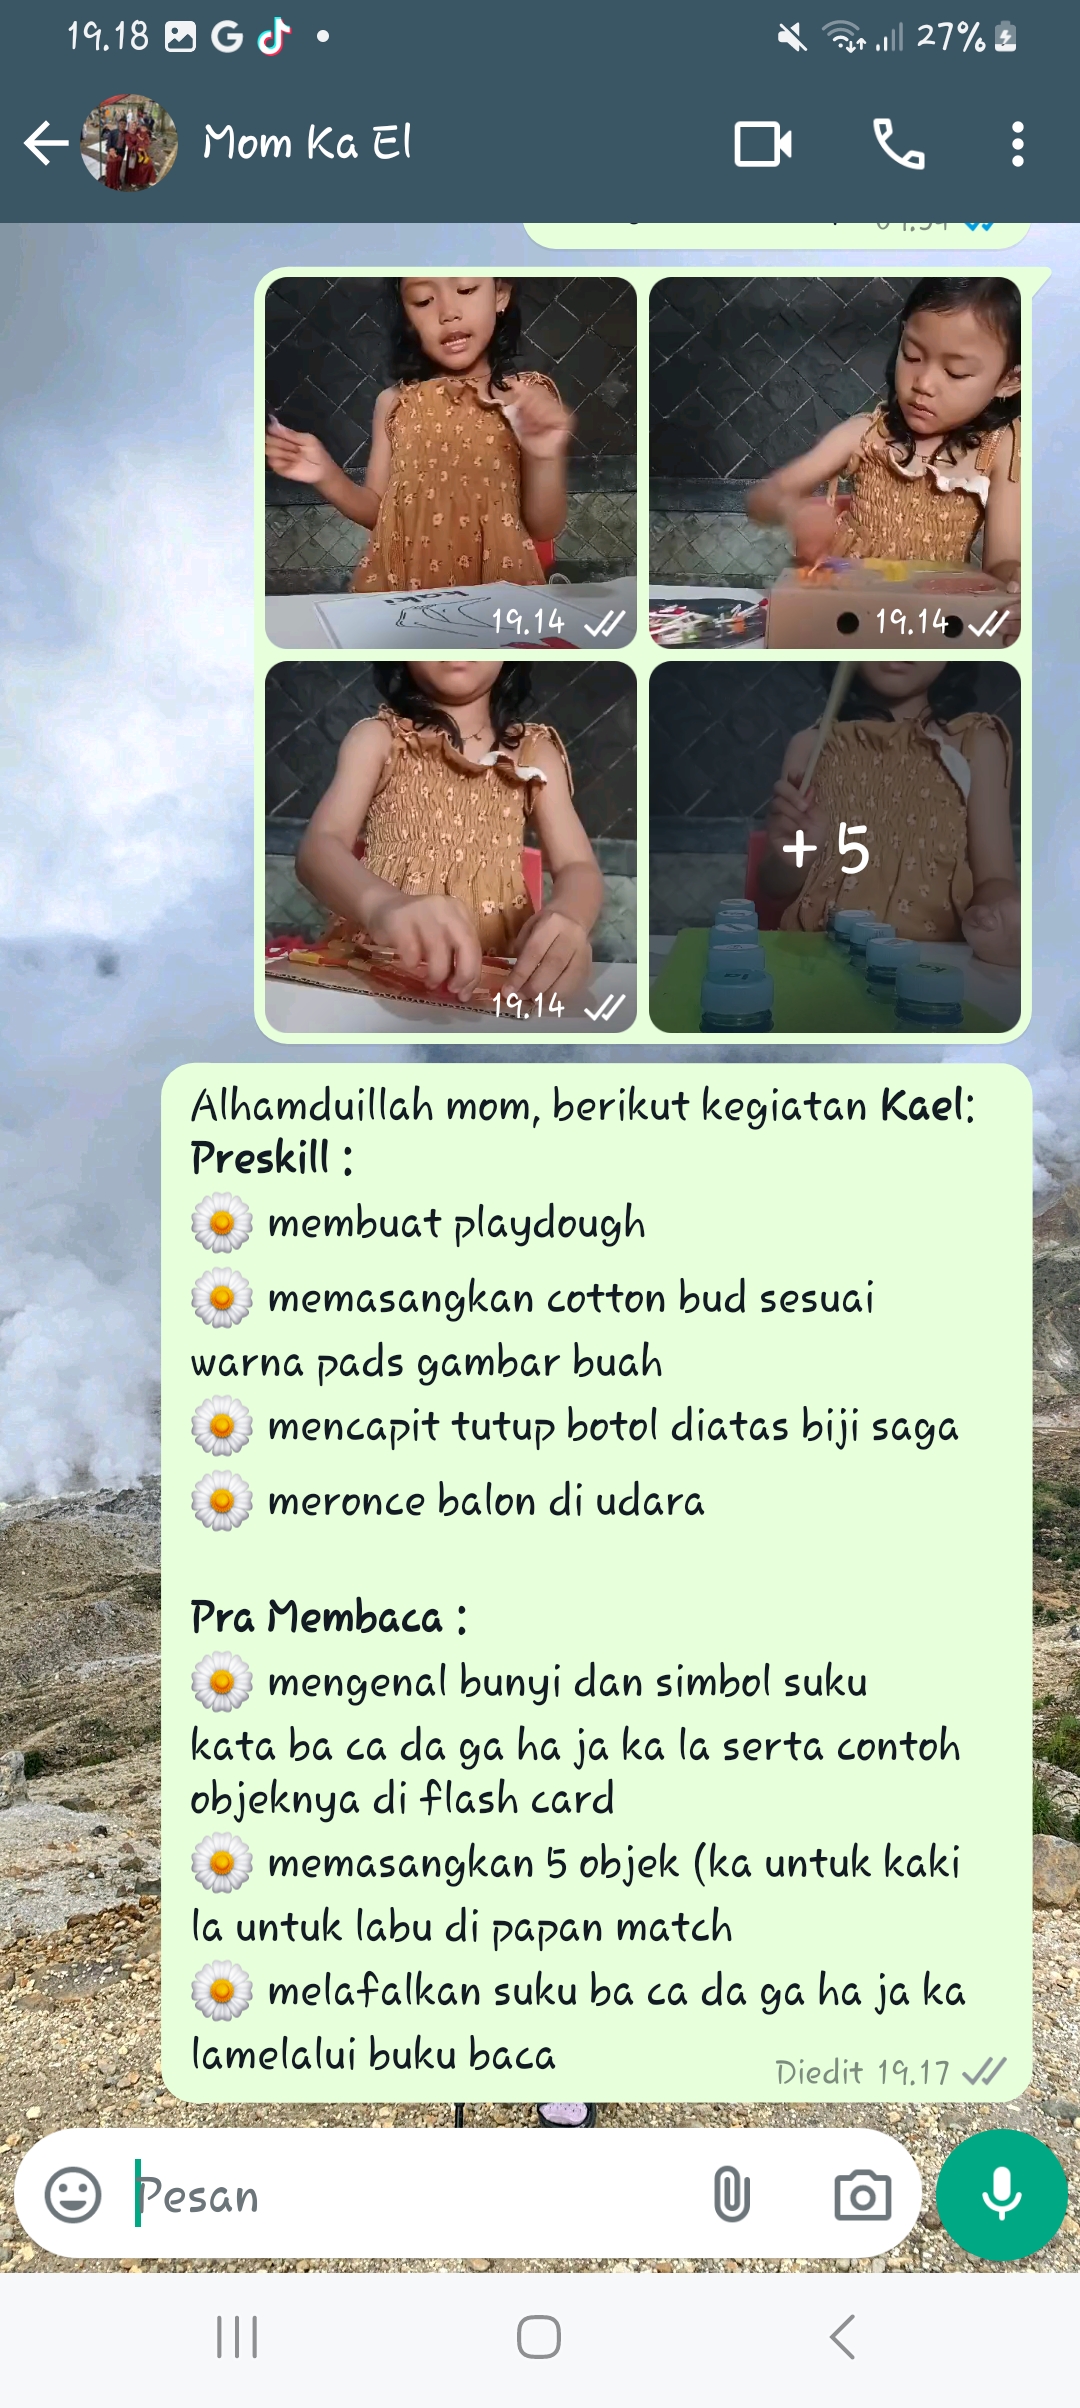 19.18 G 27%
Mom Ka El
19.14
19.14
kaki
19.14
+ 5
la
ka
Alhamduillah mom, berikut kegiatan Kael:
Preskill :
🌼 membuat playdough
🌼 memasangkan cotton bud sesuai
warna pads gambar buah
🌼 mencapit tutup botol diatas biji saga
🌼 meronce balon di udara
Pra Membaca :
🌼 mengenal bunyi dan simbol suku
kata ba ca da ga ha ja ka la serta contoh
objeknya di flash card
🌼 memasangkan 5 objek (ka untuk kaki
la untuk labu di papan match
🌼 melafalkan suku ba ca da ga ha ja ka
lamelalui buku baca
Diedit 19.17
Pesan